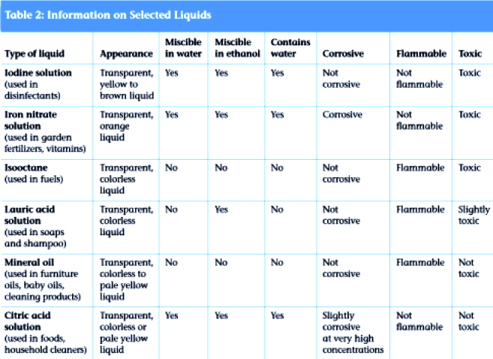 Table 2: Information on Selected Liquids
Type of liquid Appearance Miscible in water Miscible in ethanol Contains water Corrosive Flammable Toxic
Iodine solution (used in disinfectants) Transparent, yellow to brown liquid Yes Yes Yes Not corrosive Not flammable Toxic
Iron nitrate solution (used in garden fertilizers, vitamins) Transparent, orange liquid Yes Yes Yes Corrosive Not flammable Toxic
Isooctane (used in fuels) Transparent, colorless liquid No No No Not corrosive Flammable Toxic
Lauric acid solution (used in soaps and shampoo) Transparent, colorless liquid No Yes No Not corrosive Flammable Slightly toxic
Mineral oil (used in furniture oils, baby oils, cleaning products) Transparent, colorless to pale yellow liquid No No No Not corrosive Flammable Not toxic
Citric acid solution (used in foods, household cleaners) Transparent, colorless or pale yellow liquid Yes Yes Yes Slightly corrosive at very high concentrations Not flammable Not toxic